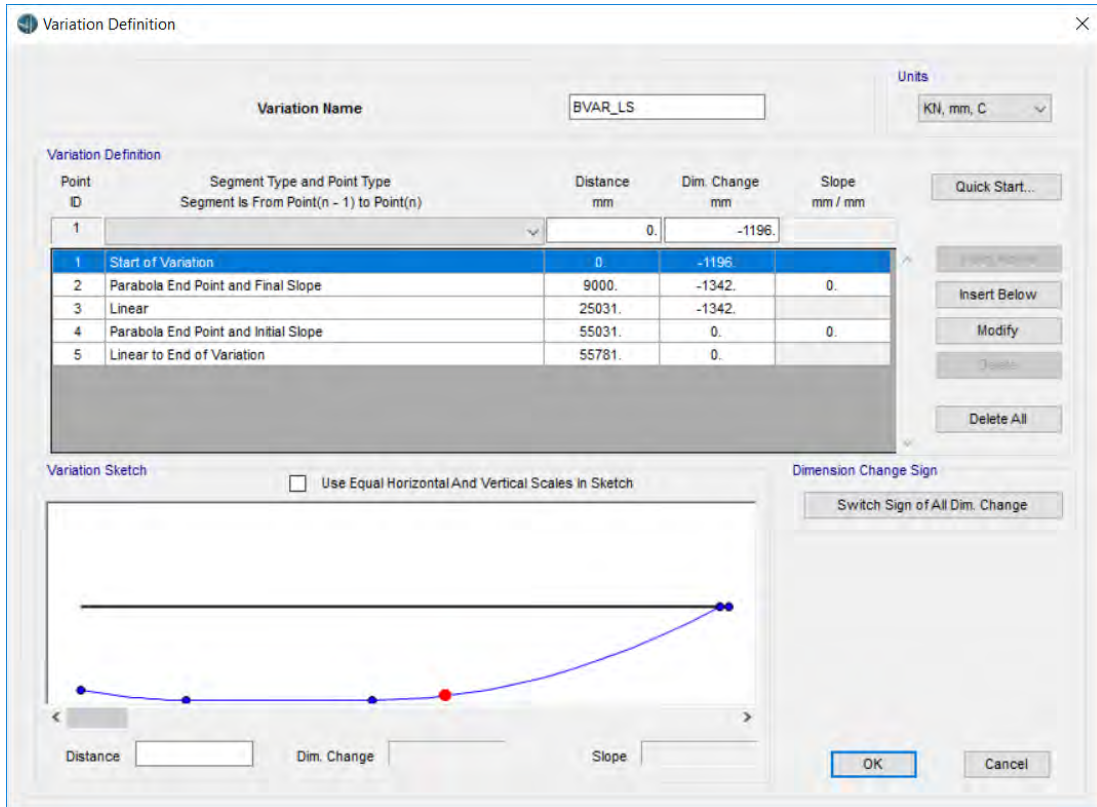 Variation Definition
Units
Variation Name BVAR_LS KN, mm, C
Variation Definition
Point Segment Type and Point Type Distance Dim. Change Slope
ID Segment Is From Point(n - 1) to Point(n) mm mm mm / mm
Quick Start...
1 0. -1196.
1 Start of Variation 0. -1196.
2 Parabola End Point and Final Slope 9000. -1342. 0.
Insert Below
3 Linear 25031. -1342.
4 Parabola End Point and Initial Slope 55031. 0. 0.
Modify
5 Linear to End of Variation 55781. 0.
Delete
Delete All
Variation Sketch
Use Equal Horizontal And Vertical Scales In Sketch
Dimension Change Sign
Switch Sign of All Dim. Change
Distance Dim. Change Slope
OK Cancel